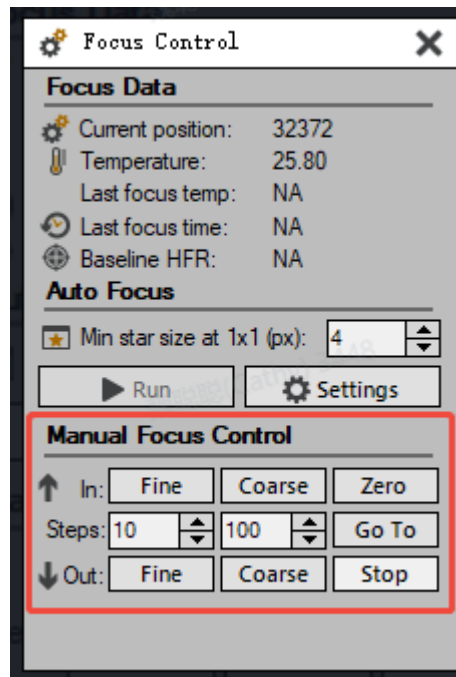 Focus Control
Focus Data
Current position: 32372
Temperature: 25.80
Last focus temp: NA
Last focus time: NA
Baseline HFR: NA
Auto Focus
Min star size at 1x1 (px): 4
Run Settings
Manual Focus Control
In: Fine Coarse Zero
Steps: 10 100 Go To
Out: Fine Coarse Stop